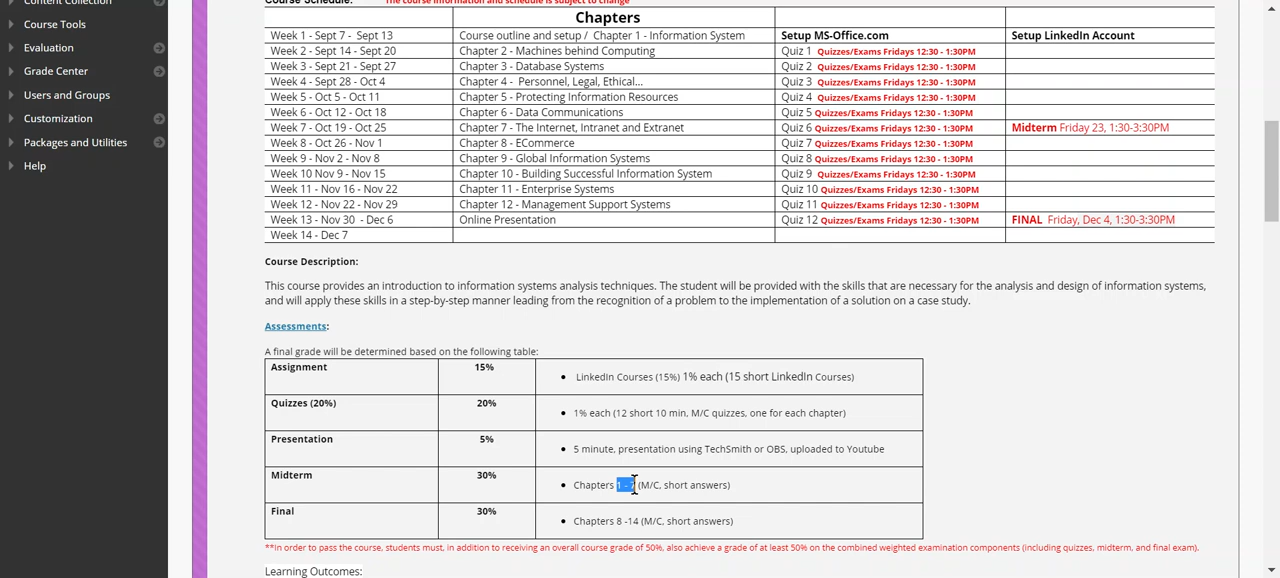 Content Collection
Course Tools
Evaluation
Grade Center
Users and Groups
Customization
Packages and Utilities
Help
Course Schedule: The course information and schedule is subject to change
Chapters
Week 1 - Sept 7 - Sept 13 Course outline and setup / Chapter 1 - Information System Setup MS-Office.com Setup LinkedIn Account
Week 2 - Sept 14 - Sept 20 Chapter 2 - Machines behind Computing Quiz 1 Quizzes/Exams Fridays 12:30 - 1:30PM
Week 3 - Sept 21 - Sept 27 Chapter 3 - Database Systems Quiz 2 Quizzes/Exams Fridays 12:30 - 1:30PM
Week 4 - Sept 28 - Oct 4 Chapter 4 - Personnel, Legal, Ethical... Quiz 3 Quizzes/Exams Fridays 12:30 - 1:30PM
Week 5 - Oct 5 - Oct 11 Chapter 5 - Protecting Information Resources Quiz 4 Quizzes/Exams Fridays 12:30 - 1:30PM
Week 6 - Oct 12 - Oct 18 Chapter 6 - Data Communications Quiz 5 Quizzes/Exams Fridays 12:30 - 1:30PM
Week 7 - Oct 19 - Oct 25 Chapter 7 - The Internet, Intranet and Extranet Quiz 6 Quizzes/Exams Fridays 12:30 - 1:30PM Midterm Friday 23, 1:30-3:30PM
Week 8 - Oct 26 - Nov 1 Chapter 8 - ECommerce Quiz 7 Quizzes/Exams Fridays 12:30 - 1:30PM
Week 9 - Nov 2 - Nov 8 Chapter 9 - Global Information Systems Quiz 8 Quizzes/Exams Fridays 12:30 - 1:30PM
Week 10 Nov 9 - Nov 15 Chapter 10 - Building Successful Information System Quiz 9 Quizzes/Exams Fridays 12:30 - 1:30PM
Week 11 - Nov 16 - Nov 22 Chapter 11 - Enterprise Systems Quiz 10 Quizzes/Exams Fridays 12:30 - 1:30PM
Week 12 - Nov 22 - Nov 29 Chapter 12 - Management Support Systems Quiz 11 Quizzes/Exams Fridays 12:30 - 1:30PM
Week 13 - Nov 30 - Dec 6 Online Presentation Quiz 12 Quizzes/Exams Fridays 12:30 - 1:30PM FINAL Friday, Dec 4, 1:30-3:30PM
Week 14 - Dec 7
Course Description:
This course provides an introduction to information systems analysis techniques. The student will be provided with the skills that are necessary for the analysis and design of information systems,
and will apply these skills in a step-by-step manner leading from the recognition of a problem to the implementation of a solution on a case study.
Assessments:
A final grade will be determined based on the following table:
Assignment 15% • LinkedIn Courses (15%) 1% each (15 short LinkedIn Courses)
Quizzes (20%) 20% • 1% each (12 short 10 min, M/C quizzes, one for each chapter)
Presentation 5% • 5 minute, presentation using TechSmith or OBS, uploaded to Youtube
Midterm 30% • Chapters 1 - 7 (M/C, short answers)
Final 30% • Chapters 8 -14 (M/C, short answers)
**In order to pass the course, students must, in addition to receiving an overall course grade of 50%, also achieve a grade of at least 50% on the combined weighted examination components (including quizzes, midterm, and final exam).
Learning Outcomes: